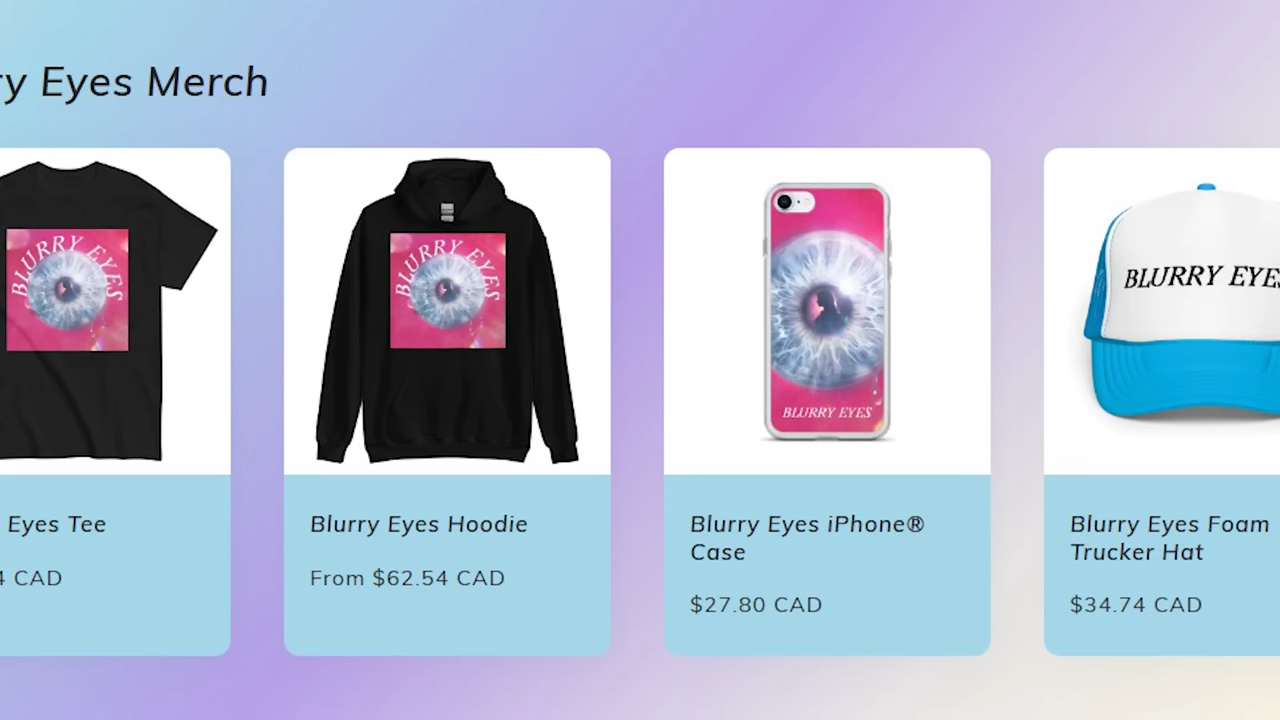 Eyes Merch
BLURRY EYES
BLURRY EYES
BLURRY EYES
BLURRY EYES
Eyes Tee
CAD
Blurry Eyes Hoodie
From $62.54 CAD
Blurry Eyes iPhone®
Case
$27.80 CAD
Blurry Eyes Foam
Trucker Hat
$34.74 CAD